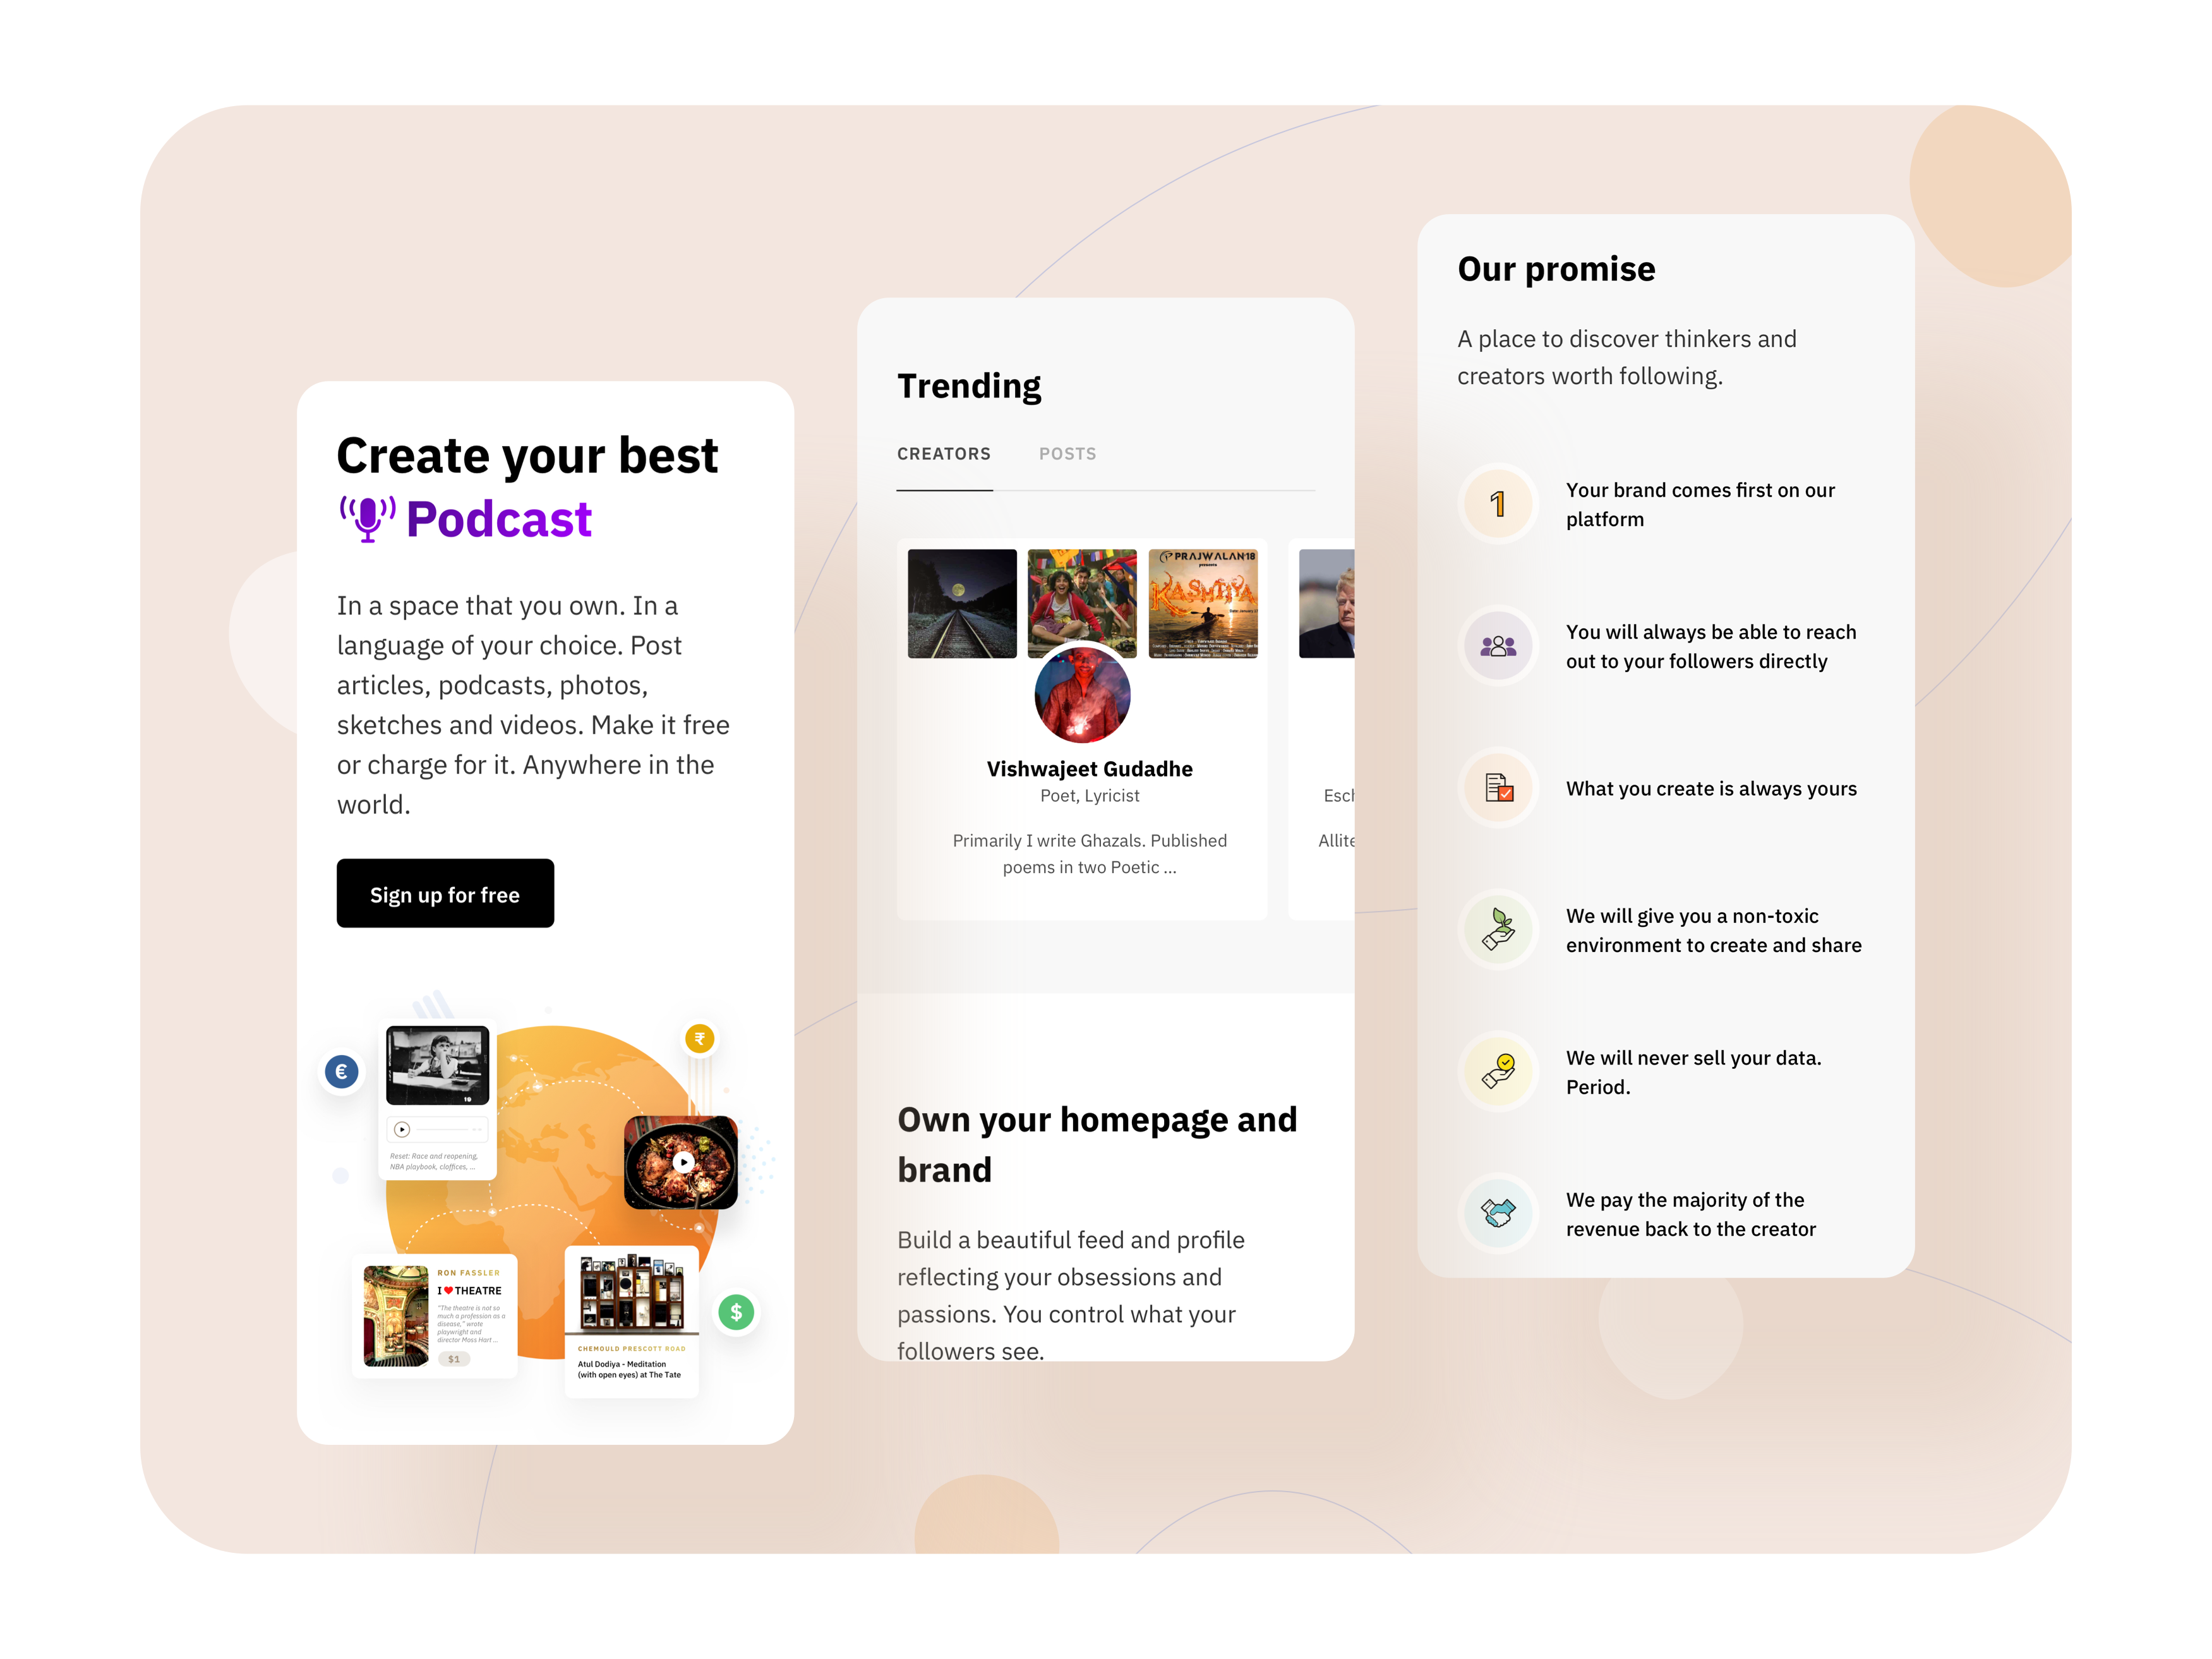 Create your best
Podcast
In a space that you own. In a
language of your choice. Post
articles, podcasts, photos,
sketches and videos. Make it free
or charge for it. Anywhere in the
world.
Sign up for free
€
₹
10
Reset: Race and reopening,
NBA playbook, cloffices, ...
RON FASSLER
I ❤ THEATRE
"The theatre is not so
much a profession as a
disease," wrote
playwright and
director Moss Hart ...
$1
CHEMOULD PRESCOTT ROAD
Atul Dodiya - Meditation
(with open eyes) at The Tate
$
Trending
CREATORS POSTS
PRAJWALAN'18
presents
KASHTIYA
Vishwajeet Gudadhe
Poet, Lyricist
Primarily I write Ghazals. Published
poems in two Poetic ...
Esch
Allite
Own your homepage and
brand
Build a beautiful feed and profile
reflecting your obsessions and
passions. You control what your
followers see.
Our promise
A place to discover thinkers and
creators worth following.
1
Your brand comes first on our
platform
You will always be able to reach
out to your followers directly
What you create is always yours
We will give you a non-toxic
environment to create and share
We will never sell your data.
Period.
We pay the majority of the
revenue back to the creator